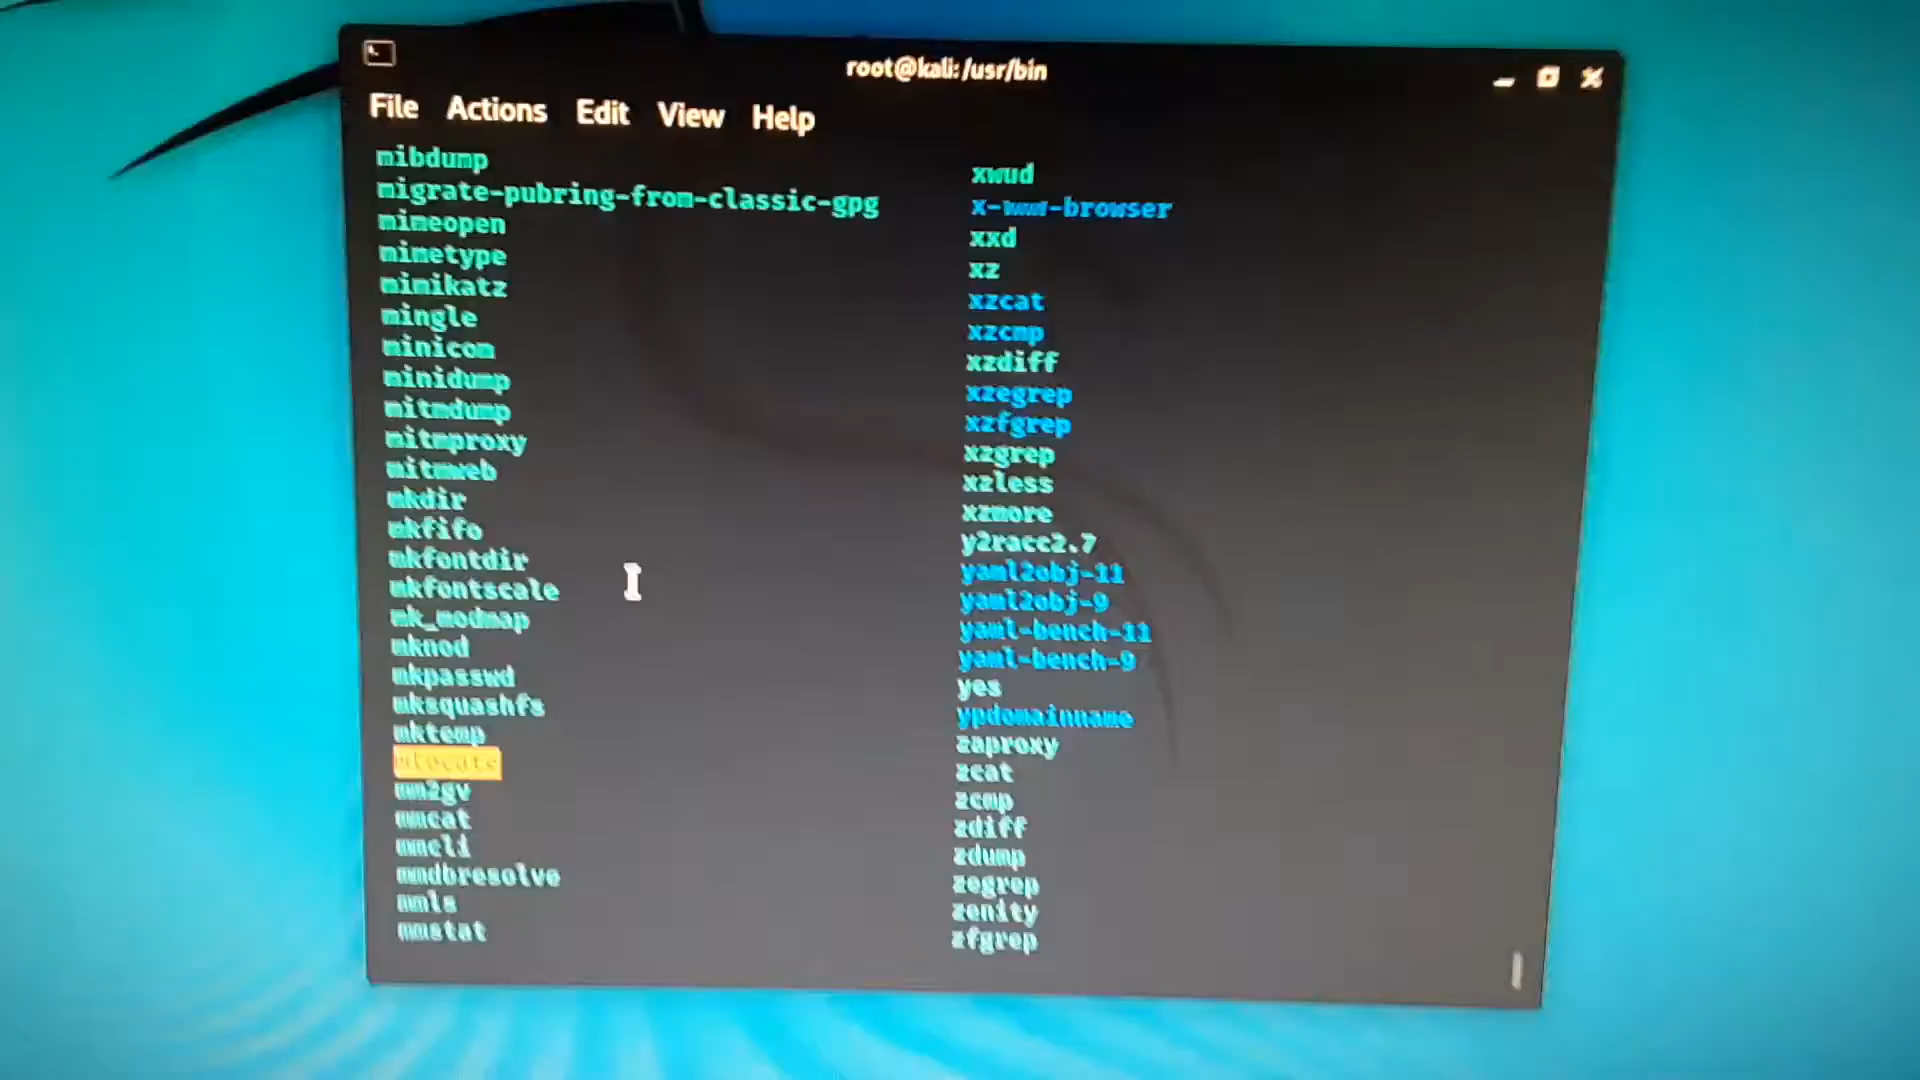 root@kali:/usr/bin
File Actions Edit View Help
mibdump
migrate-pubring-from-classic-gpg
mimeopen
mimetype
mimikatz
mingle
minicom
minidump
mitmdump
mitmproxy
mitmweb
mkdir
mkfifo
mkfontdir
mkfontscale
mk_modmap
mknod
mkpasswd
mksquashfs
mktemp
mlocate
mm2gv
mmcat
mmcli
mmdbresolve
mmls
mmstat
xwud
x-www-browser
xxd
xz
xzcat
xzcmp
xzdiff
xzegrep
xzfgrep
xzgrep
xzless
xzmore
y2racc2.7
yaml2obj-11
yaml2obj-9
yaml-bench-11
yaml-bench-9
yes
ypdomainname
zaproxy
zcat
zcmp
zdiff
zdump
zegrep
zenity
zfgrep